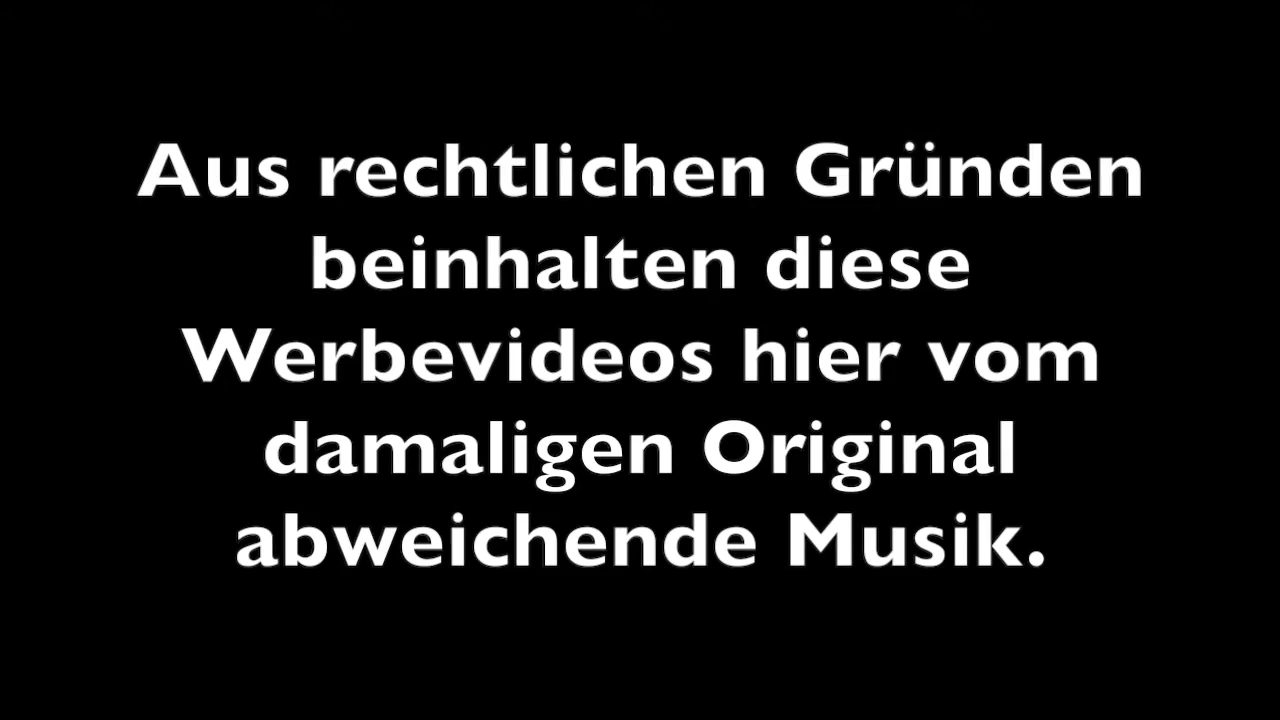 Aus rechtlichen Gründen
beinhalten diese
Werbevideos hier vom
damaligen Original
abweichende Musik.